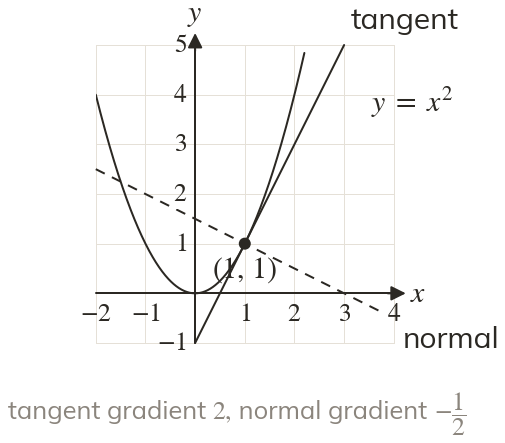 y
tangent
5
4
y = x²
3
2
1
(1, 1)
x
−2 −1 1 2 3 4
−1
normal
tangent gradient 2, normal gradient −1/2